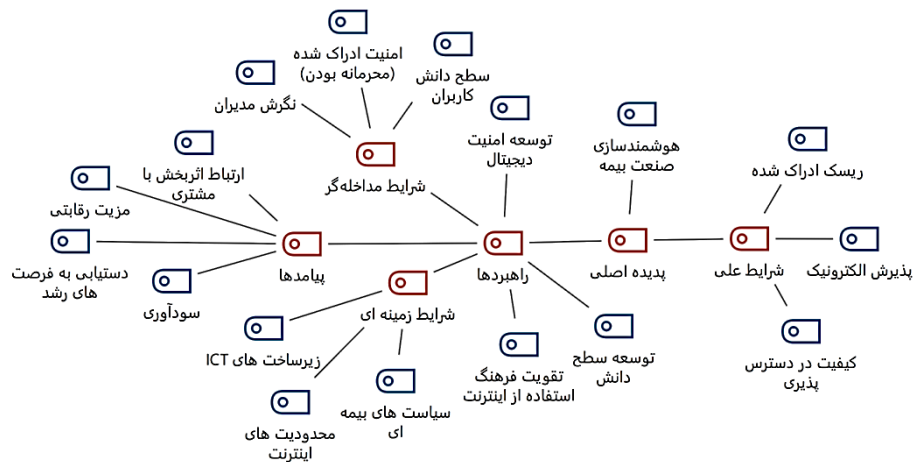 امنیت ادراک شده
(محرمانه بودن)
سطح دانش
کاربران
نگرش مدیران
توسعه امنیت
دیجیتال
هوشمندسازی
صنعت بیمه
ریسک ادراک شده
ارتباط اثربخش با
مشتری
شرایط مداخله‌گر
مزیت رقابتی
پذیرش الکترونیک
شرایط علی
پدیده اصلی
راهبردها
پیامدها
دستیابی به فرصت
های رشد
سودآوری
شرایط زمینه ای
زیرساخت های ICT
توسعه سطح
دانش
کیفیت در دسترس
پذیری
تقویت فرهنگ
استفاده از اینترنت
سیاست های بیمه
ای
محدودیت های
اینترنت